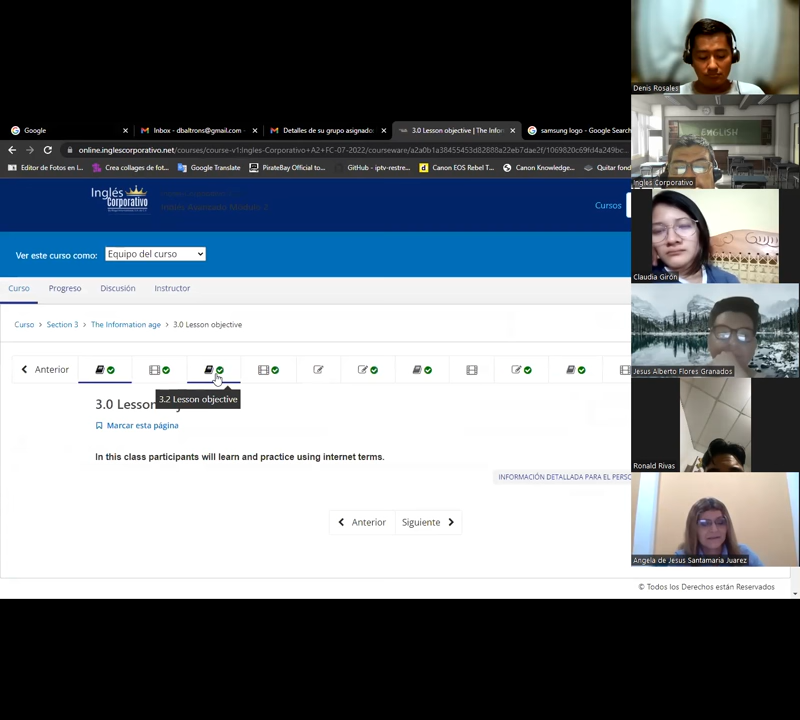 Google
Inbox - dbaltrons@gmail.com -
Detalles de su grupo asignado
3.0 Lesson objective | The Infor
samsung logo - Google Search
online.inglescorporativo.net/courses/course-v1:Ingles-Corporativo+A2+FC-07-2022/courseware/a2a0b1a38455453d82888a22eb7dae2f/1069820c69fd4a249bc...
Editor de Fotos en l...
Crea collages de fot...
Google Translate
PirateBay Official to...
GitHub - iptv-restre...
Canon EOS Rebel T...
Canon Knowledge...
Quitar fond
Inglés
Corporativo
Cursos
Ver este curso como:
Equipo del curso
Curso
Progreso
Discusión
Instructor
Curso > Section 3 > The Information age > 3.0 Lesson objective
Anterior
3.2 Lesson objective
3.0 Lesson
Marcar esta página
In this class participants will learn and practice using internet terms.
INFORMACIÓN DETALLADA PARA EL PERSO
Anterior
Siguiente
© Todos los Derechos están Reservados
Denis Rosales
ENGLISH
Ingles Corporativo
Claudia Girón
Jesus Alberto Flores Granados
Ronald Rivas
Angela de Jesus Santamaria Juarez